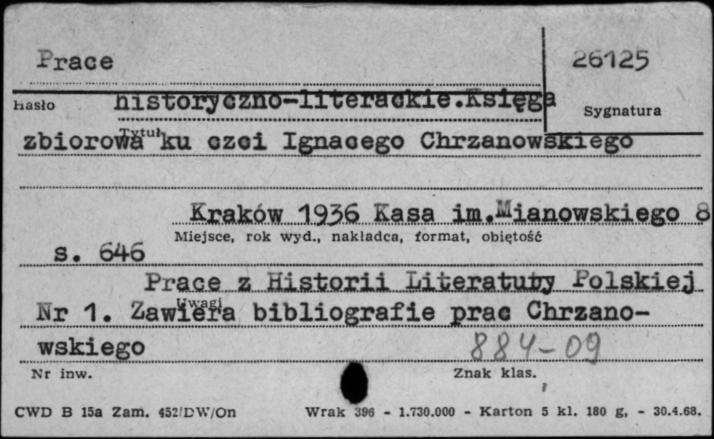 Prace
26125
Hasło
historyczno-literackie.Księga
Sygnatura
zbiorowa ku czci Ignacego Chrzanowskiego
Tytuł
Kraków 1936 Kasa im.Mianowskiego 8
Miejsce, rok wyd., nakładca, format, objętość
s. 646
Prace z Historii Literatury Polskiej
Uwagi
Nr 1. Zawiera bibliografie prac Chrzano-
wskiego
884-09
Nr inw.
Znak klas.
CWD B 15a Zam. 452/DW/On
Wrak 396 - 1.730.000 - Karton 5 kl. 180 g, - 30.4.68.